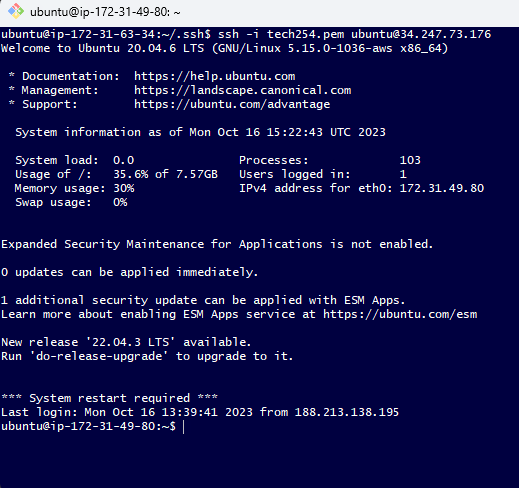 ubuntu@ip-172-31-49-80: ~
ubuntu@ip-172-31-63-34:~/.ssh$ ssh -i tech254.pem ubuntu@34.247.73.176
Welcome to Ubuntu 20.04.6 LTS (GNU/Linux 5.15.0-1036-aws x86_64)
* Documentation:  https://help.ubuntu.com
* Management:     https://landscape.canonical.com
* Support:        https://ubuntu.com/advantage
System information as of Mon Oct 16 15:22:43 UTC 2023
System load:  0.0               Processes:             103
Usage of /:   35.6% of 7.57GB   Users logged in:       1
Memory usage: 30%               IPv4 address for eth0: 172.31.49.80
Swap usage:   0%
Expanded Security Maintenance for Applications is not enabled.
0 updates can be applied immediately.
1 additional security update can be applied with ESM Apps.
Learn more about enabling ESM Apps service at https://ubuntu.com/esm
New release '22.04.3 LTS' available.
Run 'do-release-upgrade' to upgrade to it.
*** System restart required ***
Last login: Mon Oct 16 13:39:41 2023 from 188.213.138.195
ubuntu@ip-172-31-49-80:~$